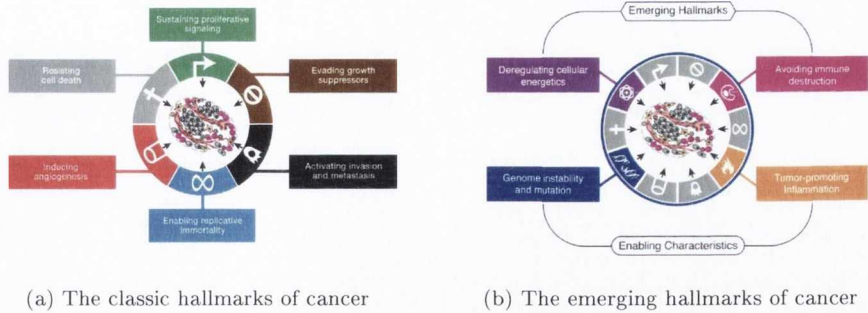 Sustaining proliferative
signaling
Resisting
cell death
Evading growth
suppressors
Inducing
angiogenesis
Activating invasion
and metastasis
Enabling replicative
immortality
(a) The classic hallmarks of cancer
Emerging Hallmarks
Deregulating cellular
energetics
Avoiding immune
destruction
Genome instability
and mutation
Tumor-promoting
Inflammation
Enabling Characteristics
(b) The emerging hallmarks of cancer